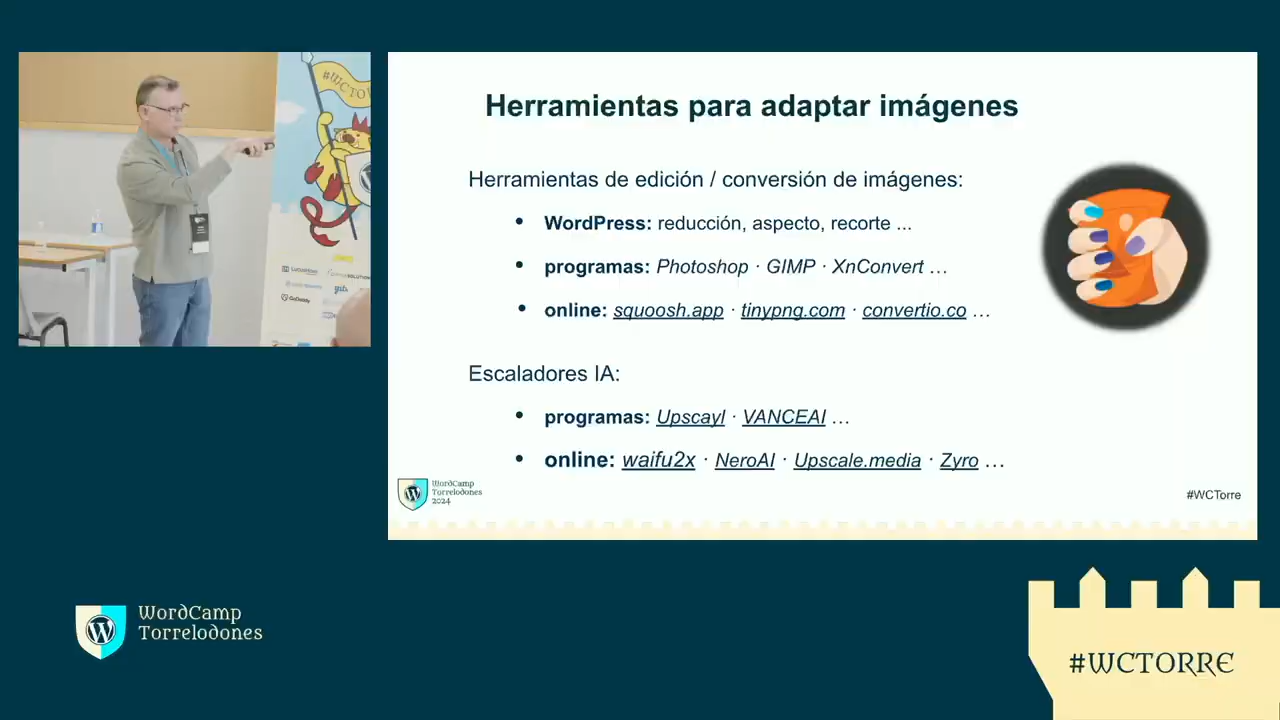 #WCTO
Herramientas para adaptar imágenes
Herramientas de edición / conversión de imágenes:
• WordPress: reducción, aspecto, recorte ...
• programas: Photoshop · GIMP · XnConvert …
• online: squoosh.app · tinypng.com · convertio.co …
Escaladores IA:
• programas: Upscayl · VANCEAI …
• online: waifu2x · NeroAI · Upscale.media · Zyro …
WordCamp
Torrelodones
2024
#WCTorre
GoDaddy
WordCamp
Torrelodones
#WCTORRE